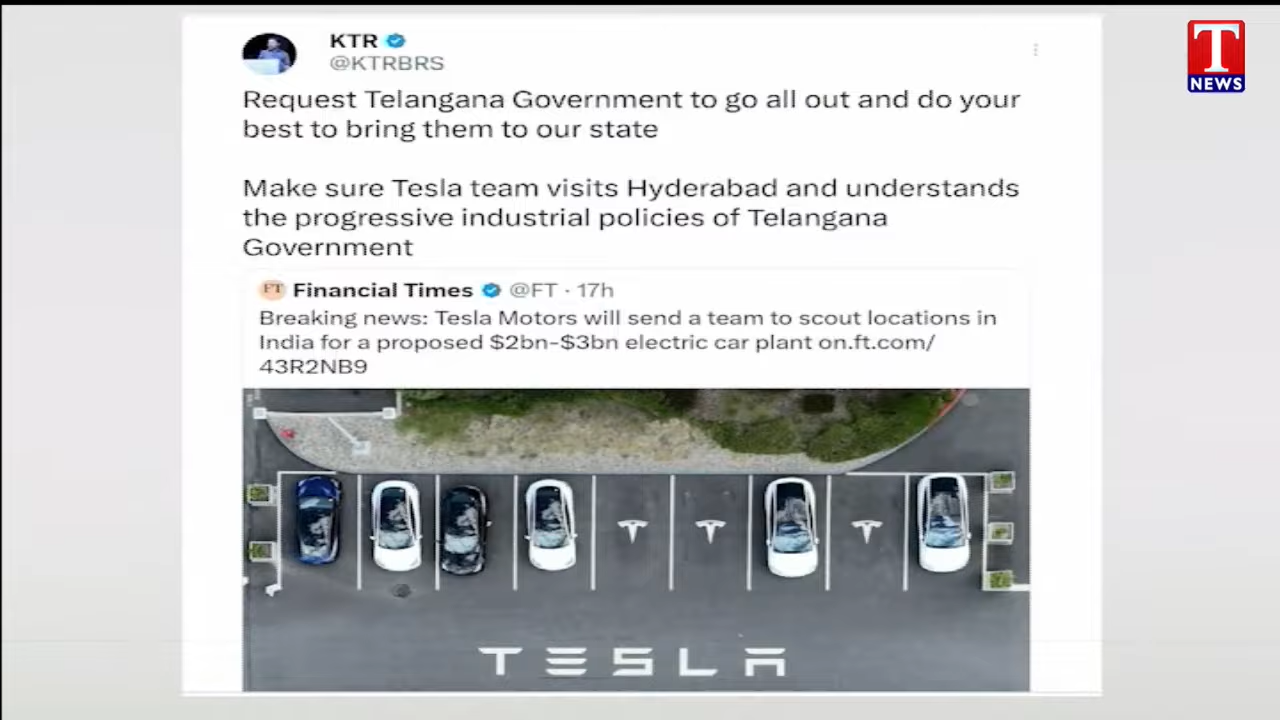 KTR
@KTRBRS
T
NEWS
Request Telangana Government to go all out and do your
best to bring them to our state
Make sure Tesla team visits Hyderabad and understands
the progressive industrial policies of Telangana
Government
FT Financial Times @FT · 17h
Breaking news: Tesla Motors will send a team to scout locations in
India for a proposed $2bn-$3bn electric car plant on.ft.com/
43R2NB9
TESLA